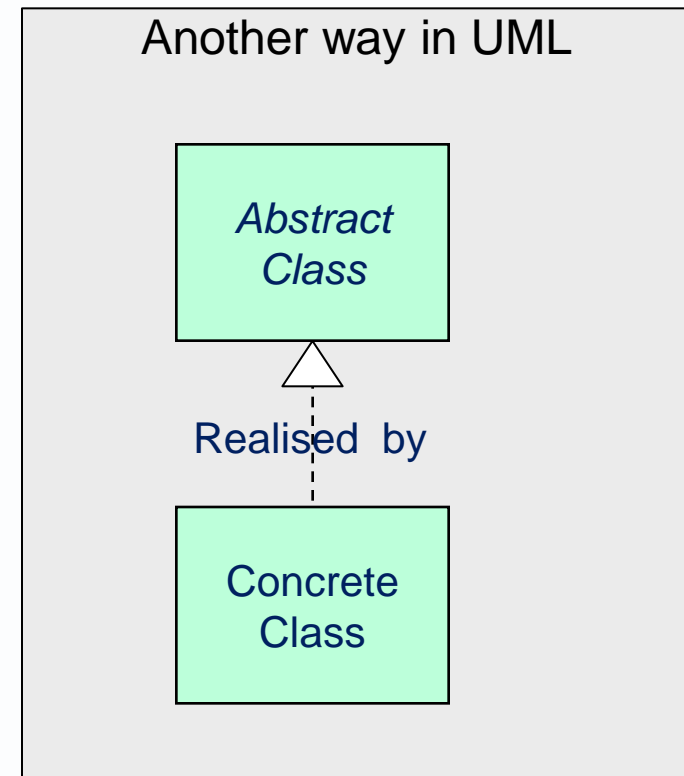 Another way in UML
Abstract
Class
Realised by
Concrete
Class